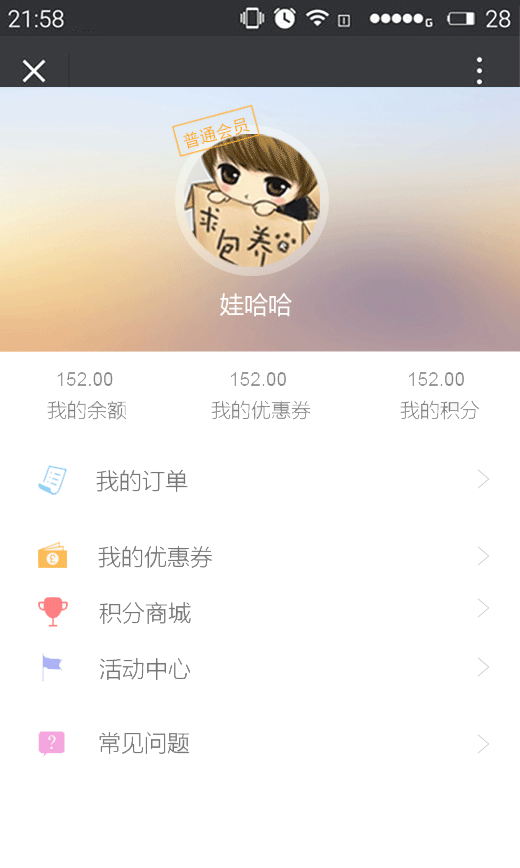 21:58
G
28
普通会员
求包养
娃哈哈
152.00
152.00
152.00
我的余额
我的优惠券
我的积分
我的订单
我的优惠券
积分商城
活动中心
?
常见问题